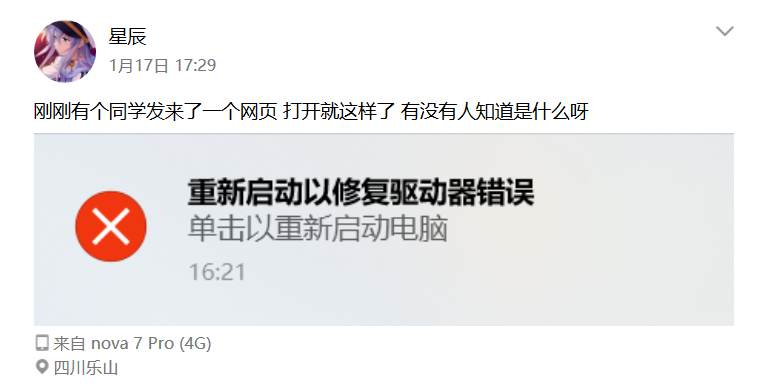 星辰
1月17日 17:29
刚刚有个同学发来了一个网页 打开就这样了 有没有人知道是什么呀
重新启动以修复驱动器错误
单击以重新启动电脑
16:21
来自 nova 7 Pro (4G)
四川乐山